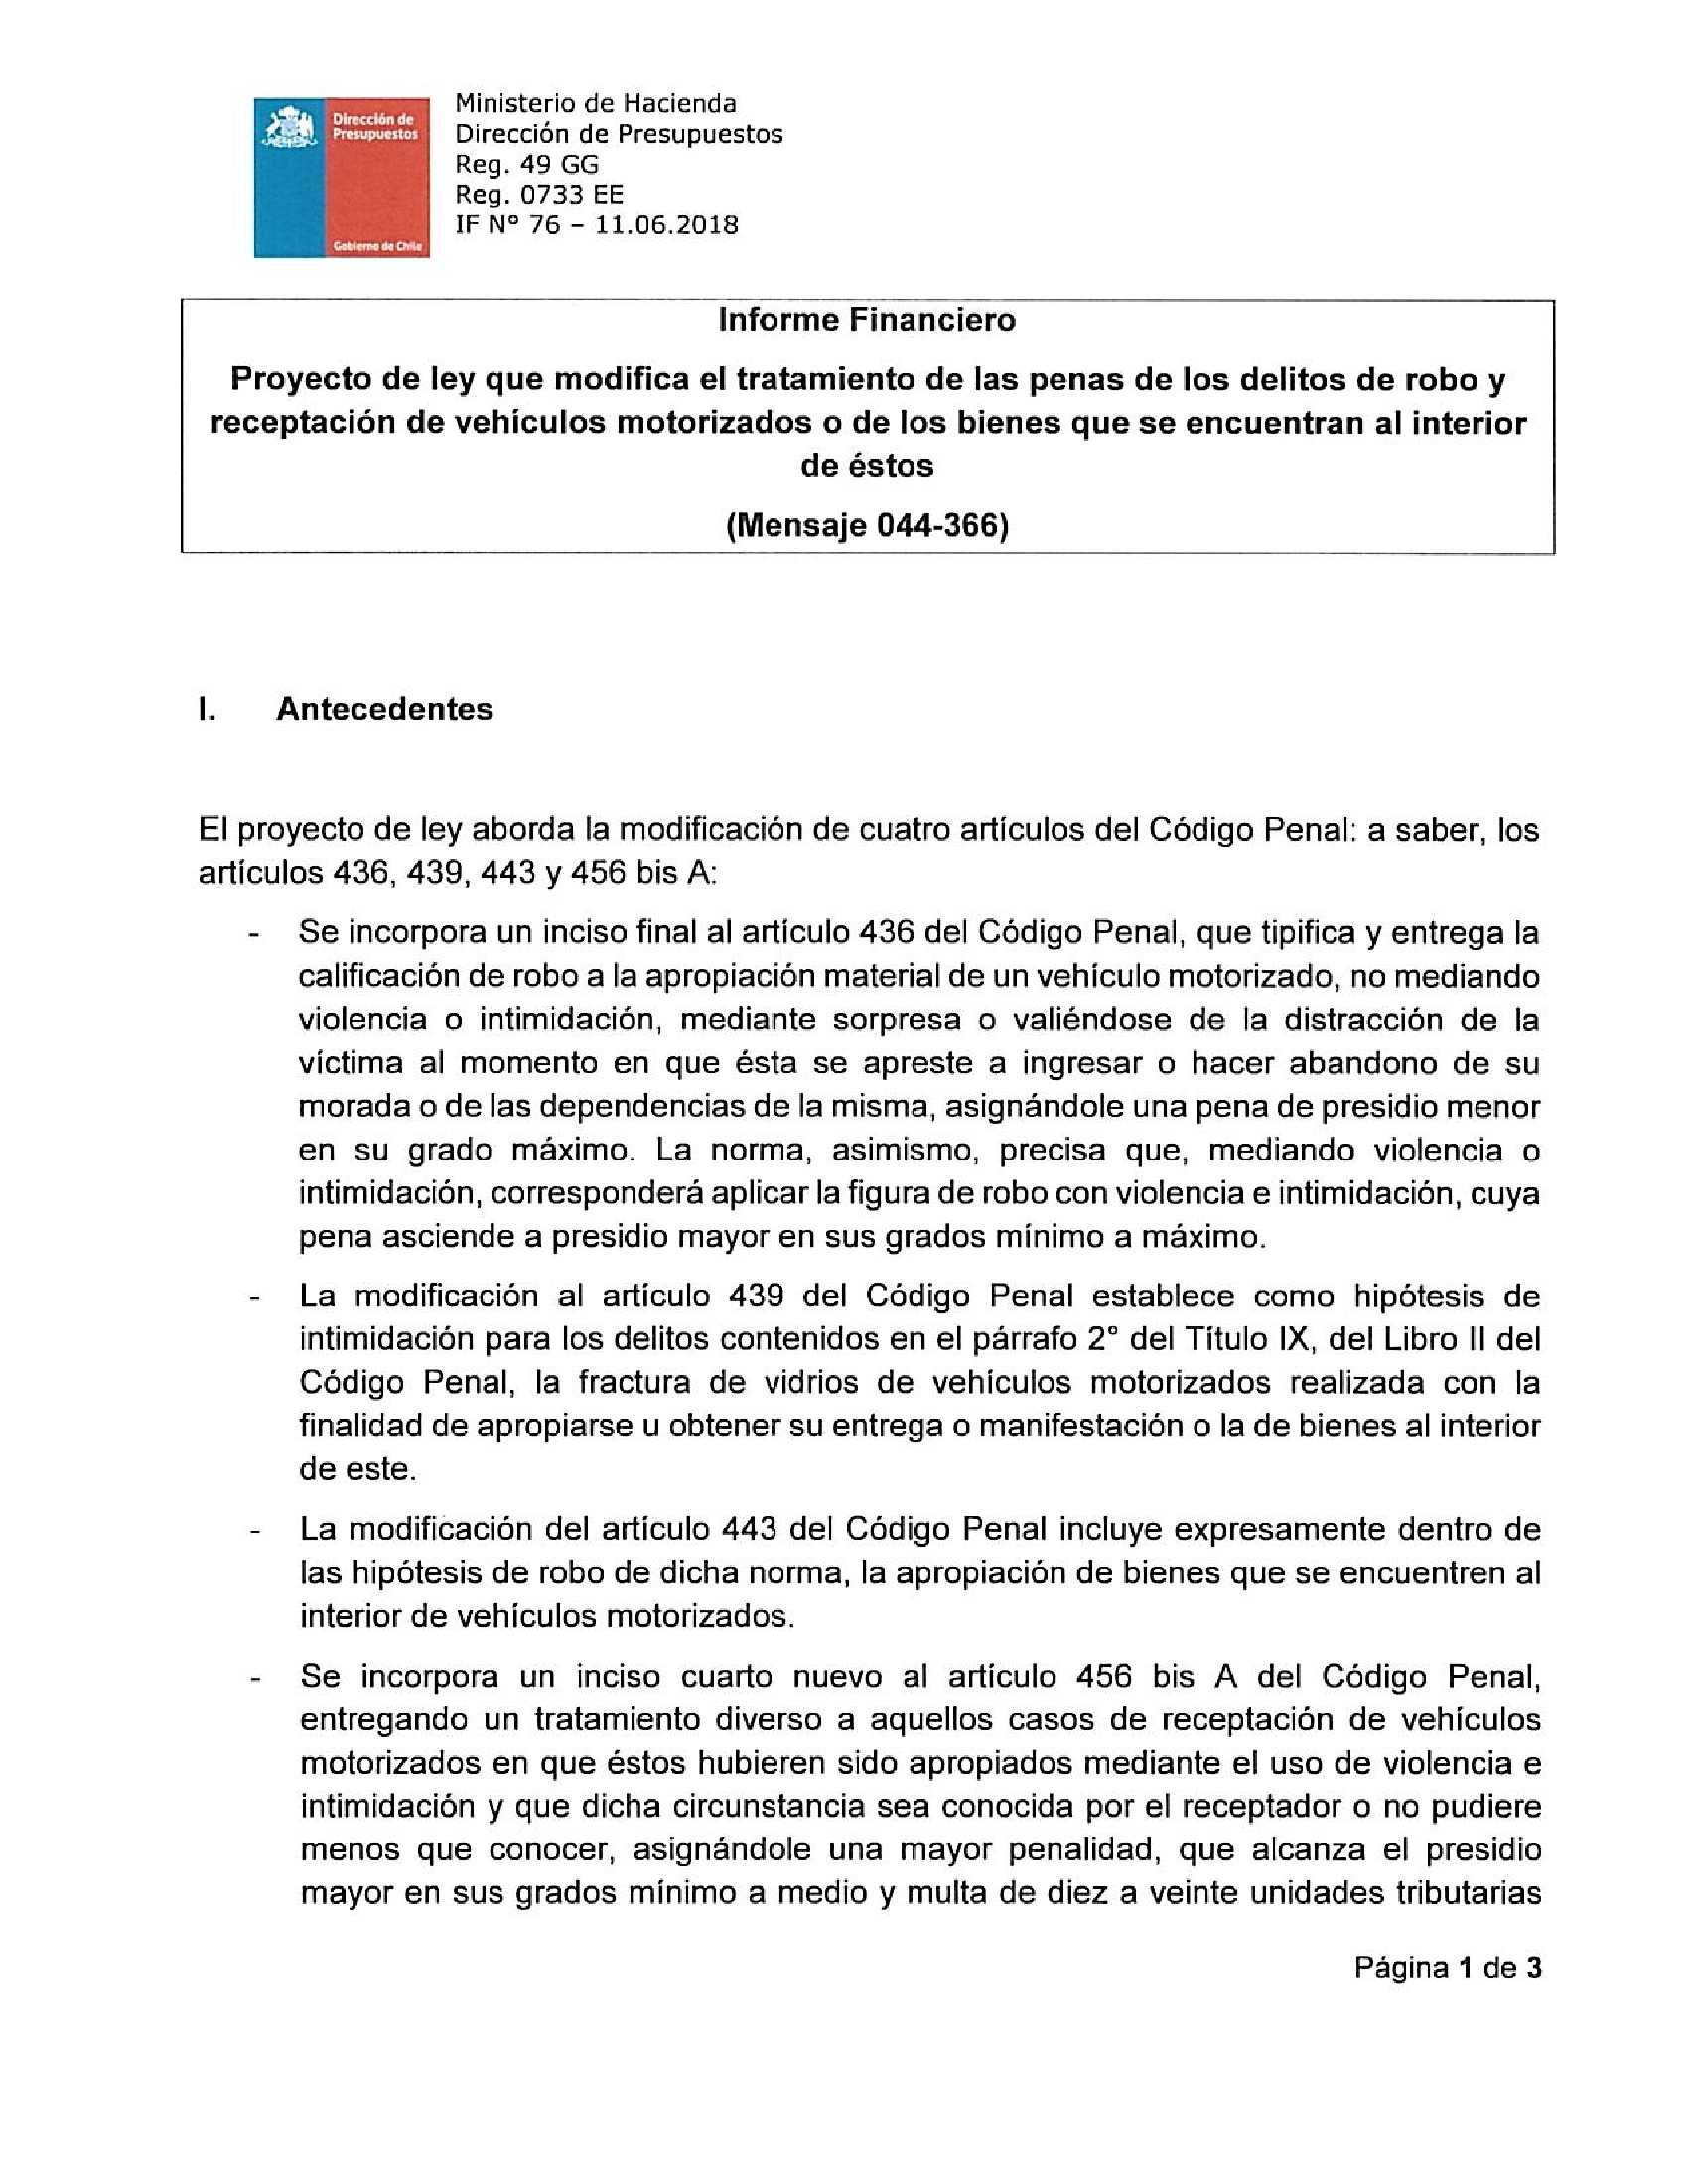 Dirección de
Presupuestos
Gobierno de Chile
Ministerio de Hacienda
Dirección de Presupuestos
Reg. 49 GG
Reg. 0733 EE
IF Nº 76 – 11.06.2018
Informe Financiero
Proyecto de ley que modifica el tratamiento de las penas de los delitos de robo y
receptación de vehículos motorizados o de los bienes que se encuentran al interior
de éstos
(Mensaje 044-366)
I. Antecedentes
El proyecto de ley aborda la modificación de cuatro artículos del Código Penal: a saber, los
artículos 436, 439, 443 y 456 bis A:
- Se incorpora un inciso final al artículo 436 del Código Penal, que tipifica y entrega la
calificación de robo a la apropiación material de un vehículo motorizado, no mediando
violencia o intimidación, mediante sorpresa o valiéndose de la distracción de la
víctima al momento en que ésta se apreste a ingresar o hacer abandono de su
morada o de las dependencias de la misma, asignándole una pena de presidio menor
en su grado máximo. La norma, asimismo, precisa que, mediando violencia o
intimidación, corresponderá aplicar la figura de robo con violencia e intimidación, cuya
pena asciende a presidio mayor en sus grados mínimo a máximo.
- La modificación al artículo 439 del Código Penal establece como hipótesis de
intimidación para los delitos contenidos en el párrafo 2° del Título IX, del Libro II del
Código Penal, la fractura de vidrios de vehículos motorizados realizada con la
finalidad de apropiarse u obtener su entrega o manifestación o la de bienes al interior
de este.
- La modificación del artículo 443 del Código Penal incluye expresamente dentro de
las hipótesis de robo de dicha norma, la apropiación de bienes que se encuentren al
interior de vehículos motorizados.
- Se incorpora un inciso cuarto nuevo al artículo 456 bis A del Código Penal,
entregando un tratamiento diverso a aquellos casos de receptación de vehículos
motorizados en que éstos hubieren sido apropiados mediante el uso de violencia e
intimidación y que dicha circunstancia sea conocida por el receptador o no pudiere
menos que conocer, asignándole una mayor penalidad, que alcanza el presidio
mayor en sus grados mínimo a medio y multa de diez a veinte unidades tributarias
Página 1 de 3